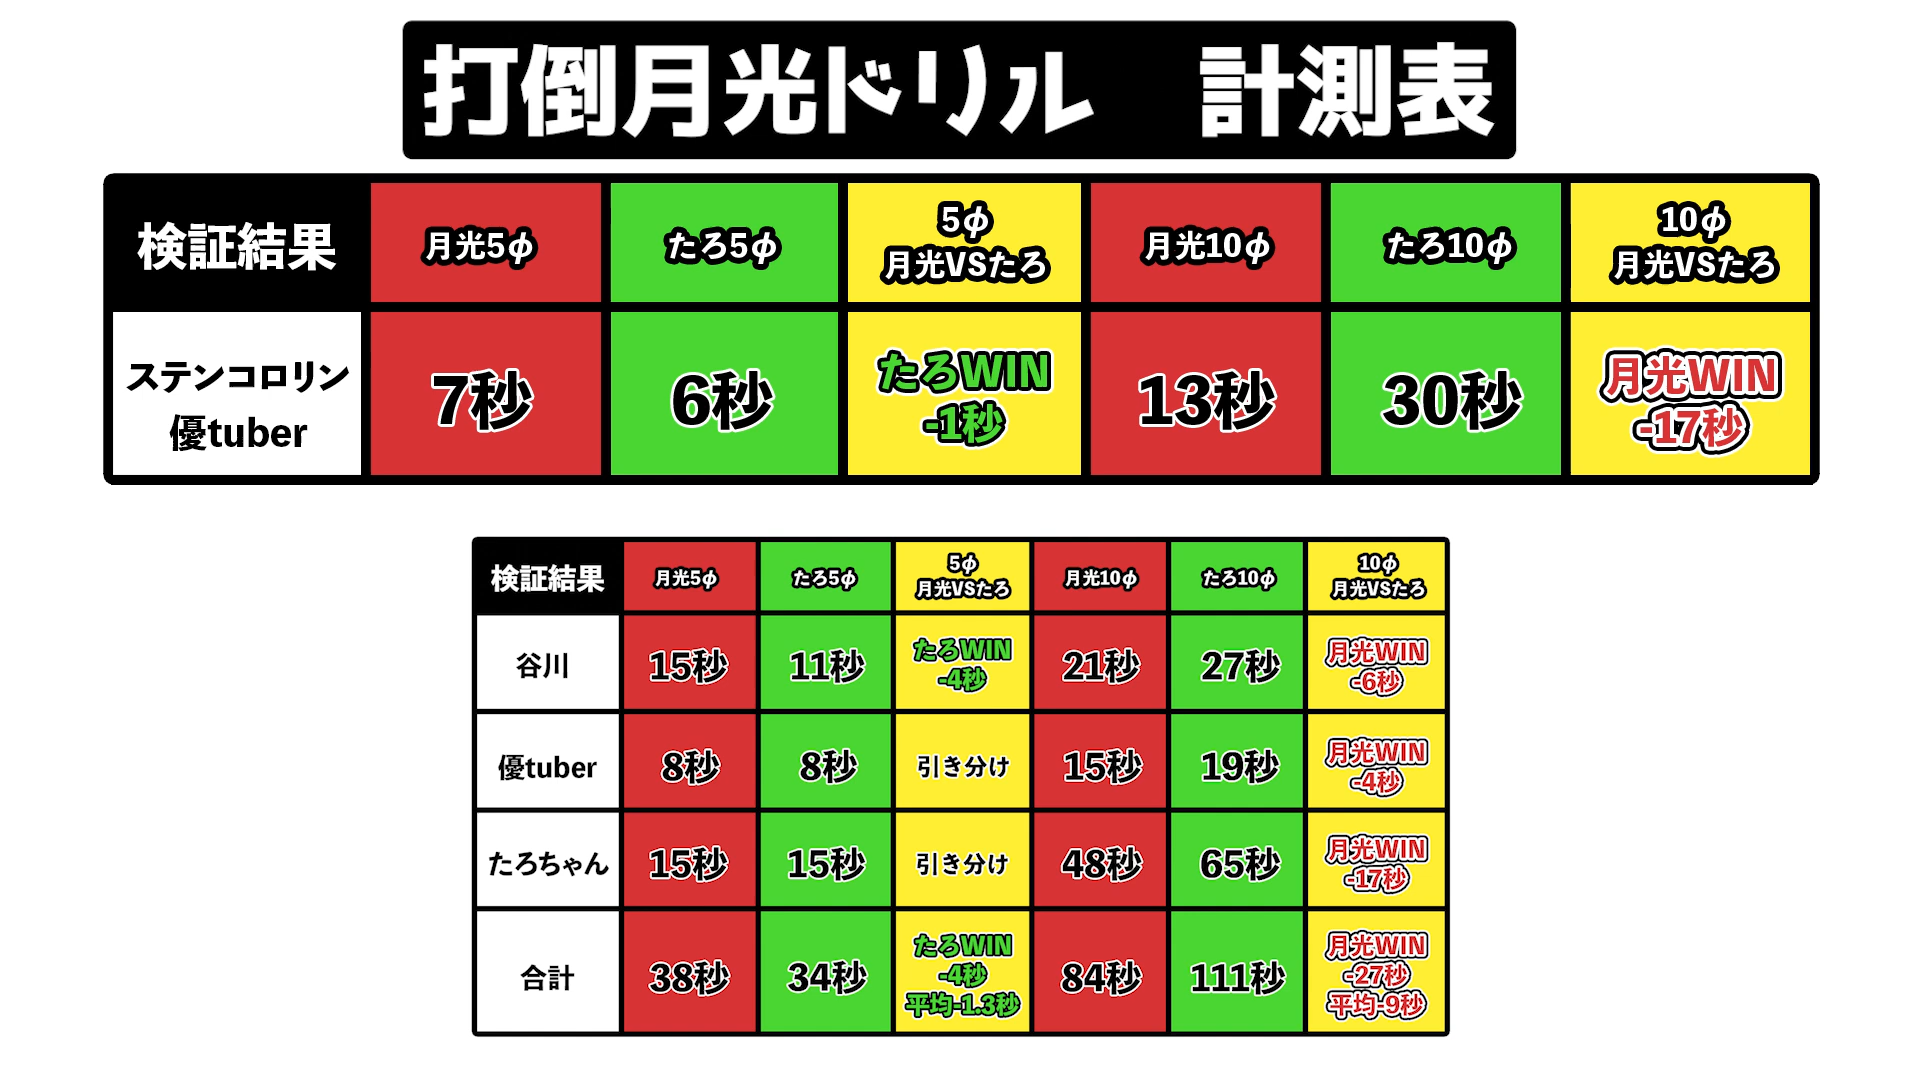 打倒月光ドリル　計測表
検証結果 月光5φ たろ5φ 5φ 月光VSたろ 月光10φ たろ10φ 10φ 月光VSたろ
ステンコロリン 優tuber 7秒 6秒 たろWIN -1秒 13秒 30秒 月光WIN -17秒
検証結果 月光5φ たろ5φ 5φ 月光VSたろ 月光10φ たろ10φ 10φ 月光VSたろ
谷川 15秒 11秒 たろWIN -4秒 21秒 27秒 月光WIN -6秒
優tuber 8秒 8秒 引き分け 15秒 19秒 月光WIN -4秒
たろちゃん 15秒 15秒 引き分け 48秒 65秒 月光WIN -17秒
合計 38秒 34秒 たろWIN -4秒 平均-1.3秒 84秒 111秒 月光WIN -27秒 平均-9秒